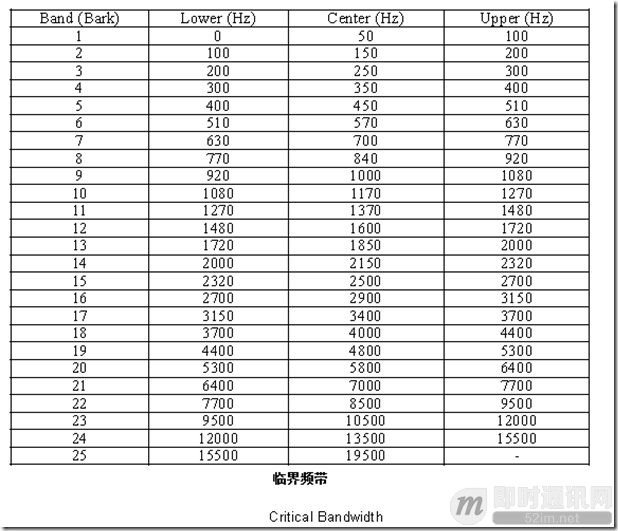 Band (Bark) Lower (Hz) Center (Hz) Upper (Hz)
1 0 50 100
2 100 150 200
3 200 250 300
4 300 350 400
5 400 450 510
6 510 570 630
7 630 700 770
8 770 840 920
9 920 1000 1080
10 1080 1170 1270
11 1270 1370 1480
12 1480 1600 1720
13 1720 1850 2000
14 2000 2150 2320
15 2320 2500 2700
16 2700 2900 3150
17 3150 3400 3700
18 3700 4000 4400
19 4400 4800 5300
20 5300 5800 6400
21 6400 7000 7700
22 7700 8500 9500
23 9500 10500 12000
24 12000 13500 15500
25 15500 19500 -
临界频带
即时通讯网
52im.net
Critical Bandwidth